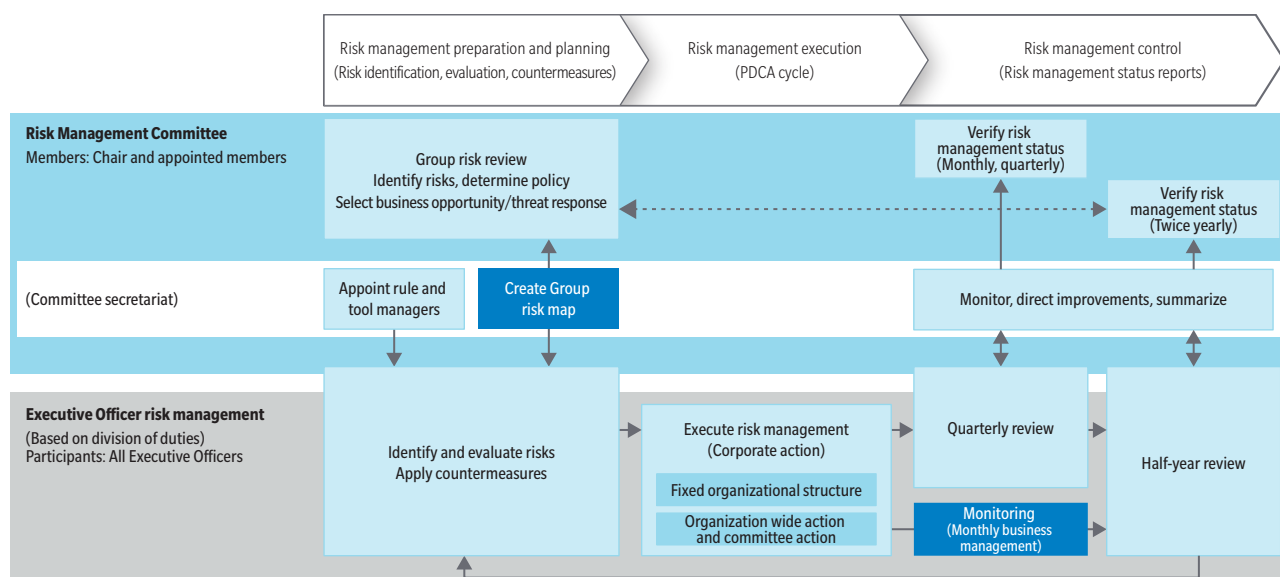 Risk management preparation and planning
(Risk identification, evaluation, countermeasures)
Risk management execution
(PDCA cycle)
Risk management control
(Risk management status reports)
Risk Management Committee
Members: Chair and appointed members
Group risk review
Identify risks, determine policy
Select business opportunity/threat response
Verify risk
management status
(Monthly, quarterly)
Verify risk
management status
(Twice yearly)
(Committee secretariat)
Appoint rule and
tool managers
Create Group
risk map
Monitor, direct improvements, summarize
Executive Officer risk management
(Based on division of duties)
Participants: All Executive Officers
Identify and evaluate risks
Apply countermeasures
Execute risk management
(Corporate action)
Fixed organizational structure
Organization wide action
and committee action
Quarterly review
Monitoring
(Monthly business
management)
Half-year review